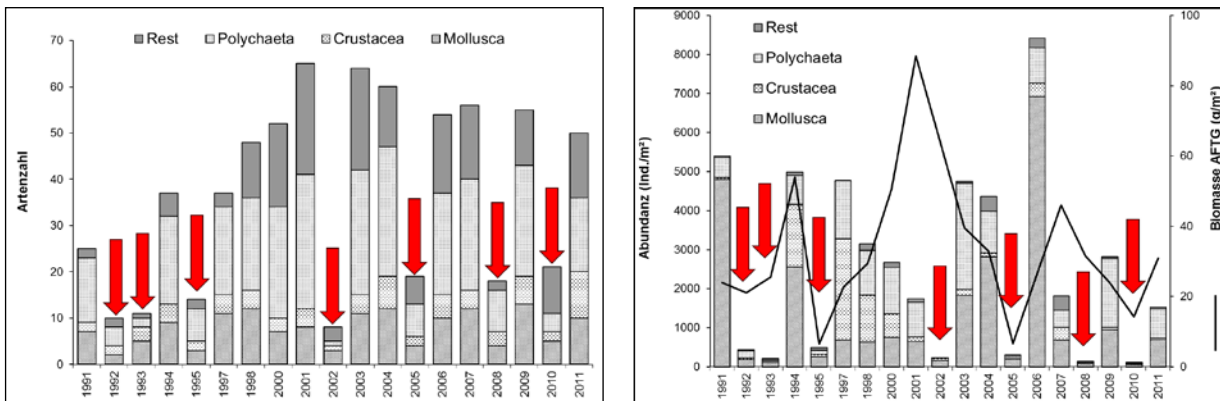 70
60
50
40
30
20
10
0
Artenzahl
Rest Polychaeta Crustacea Mollusca
1991 1992 1993 1994 1995 1997 1998 2000 2001 2002 2003 2004 2005 2006 2007 2008 2009 2010 2011
9000
8000
7000
6000
5000
4000
3000
2000
1000
0
Abundanz (Ind./m²)
Rest
Polychaeta
Crustacea
Mollusca
100
80
60
40
20
0
Biomasse AFTG (g/m²)
1991 1992 1993 1994 1995 1997 1998 2000 2001 2002 2003 2004 2005 2006 2007 2008 2009 2010 2011